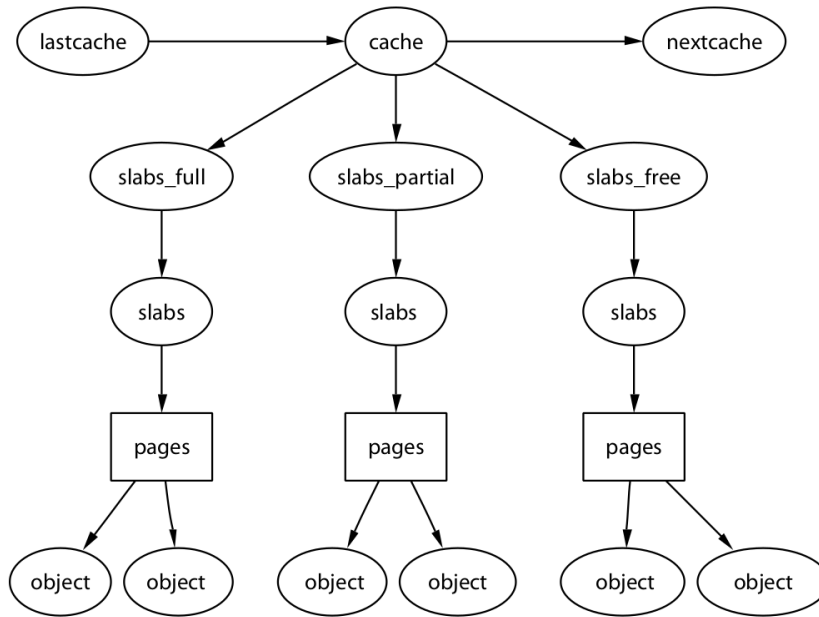 lastcache cache nextcache
slabs_full slabs_partial slabs_free
slabs slabs slabs
pages pages pages
object object object object object object